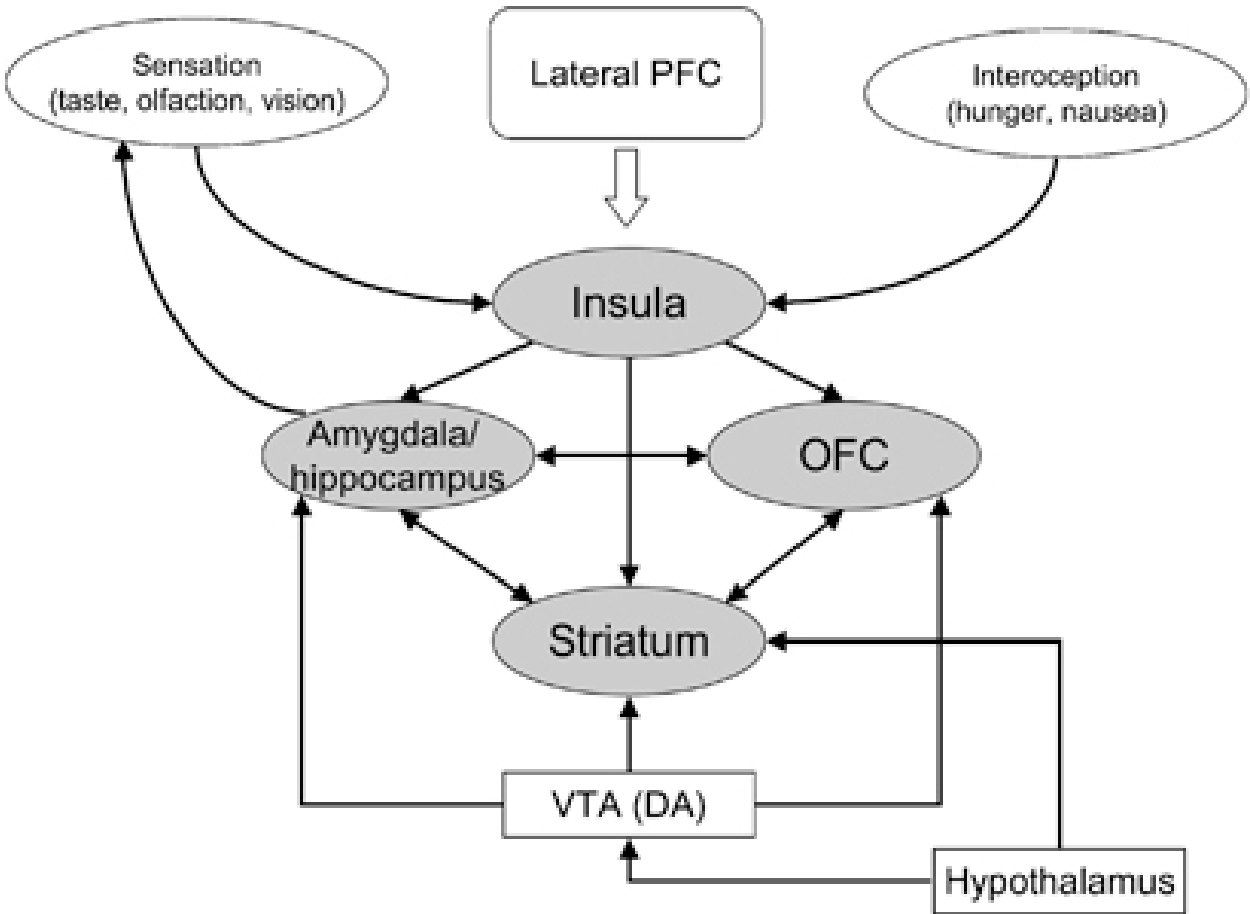 Sensation
(taste, olfaction, vision)
Lateral PFC
Interoception
(hunger, nausea)
Insula
Amygdala/
hippocampus
OFC
Striatum
VTA (DA)
Hypothalamus